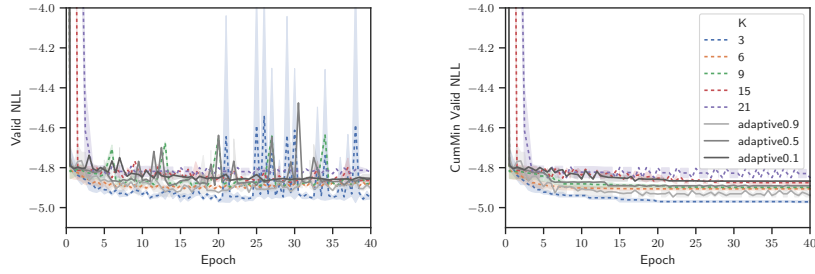 −4.0
−4.2
−4.4
−4.6
−4.8
−5.0
Valid NLL
0 5 10 15 20 25 30 35 40
Epoch
−4.0
−4.2
−4.4
−4.6
−4.8
−5.0
CumMin Valid NLL
0 5 10 15 20 25 30 35 40
Epoch
K
3
6
9
15
21
adaptive0.9
adaptive0.5
adaptive0.1